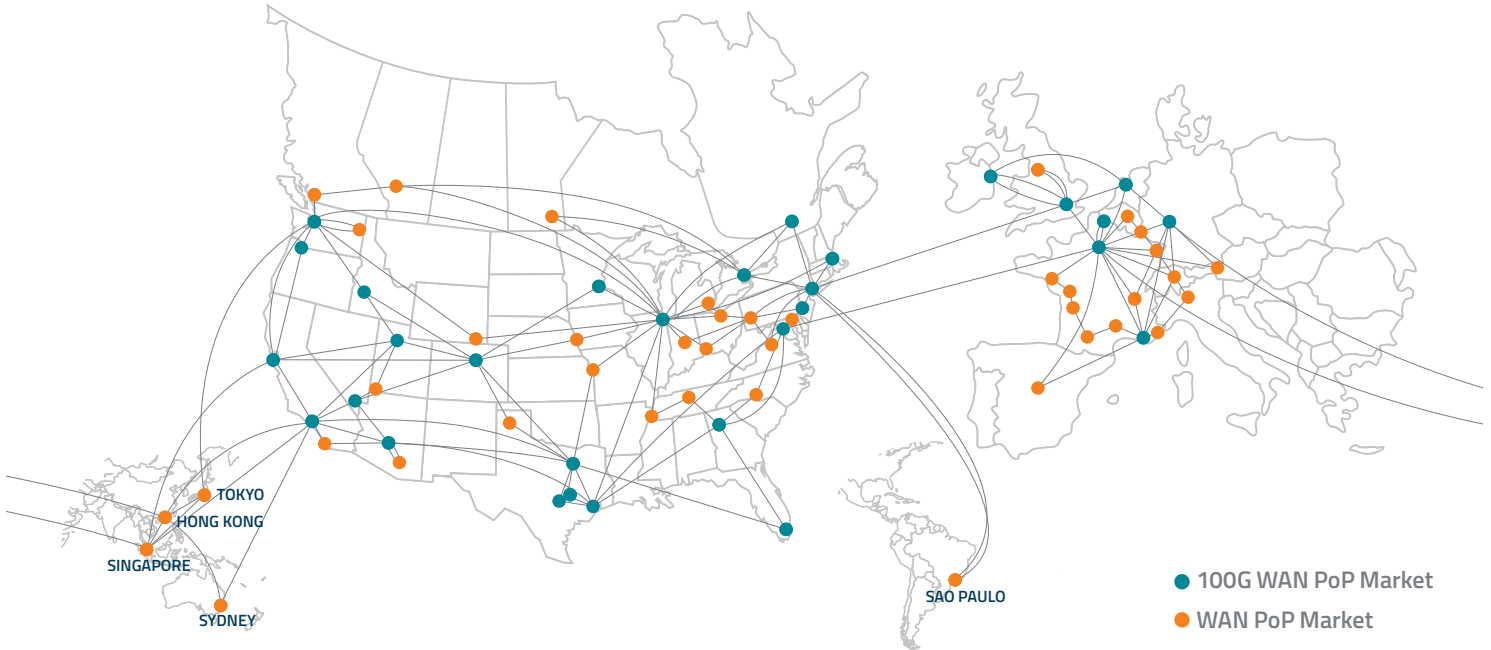 TOKYO
HONG KONG
SINGAPORE
SYDNEY
SAO PAULO
100G WAN PoP Market
WAN PoP Market